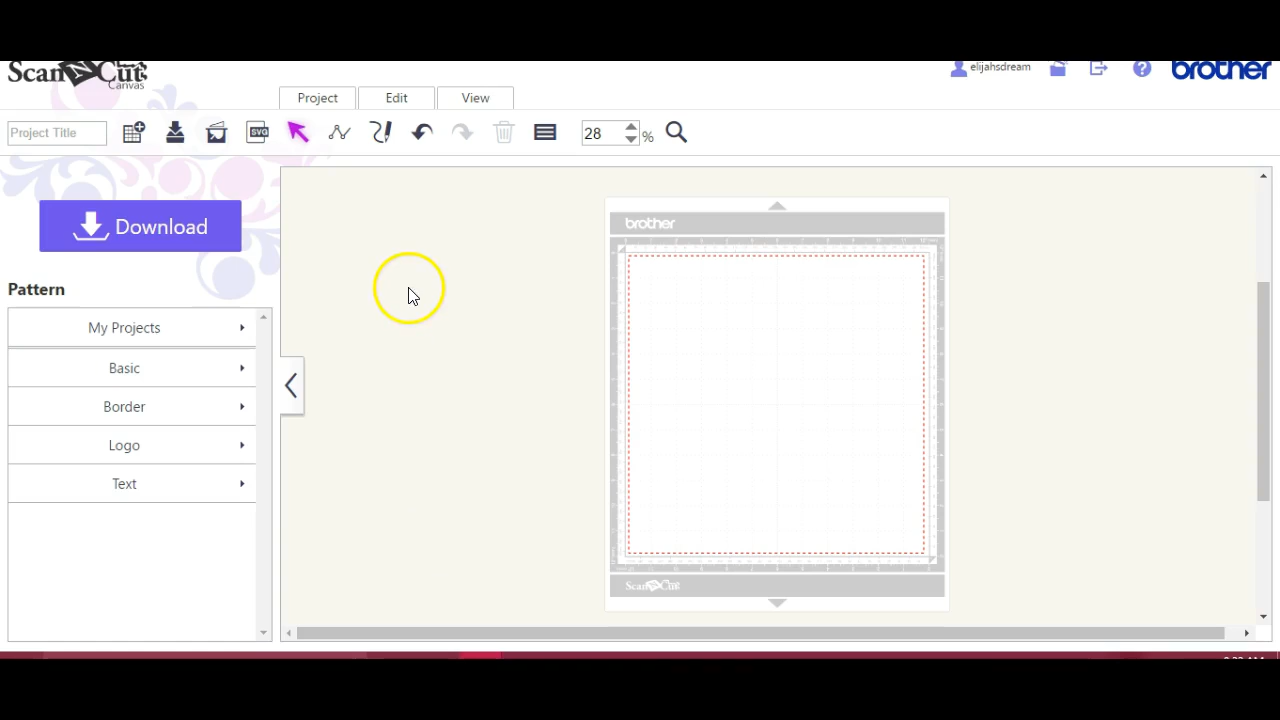 ScanNCut
Canvas
elijahsdream
brother
Project
Edit
View
Project Title
SVG
28
%
Download
Pattern
My Projects
Basic
Border
Logo
Text
brother
ScanNCut